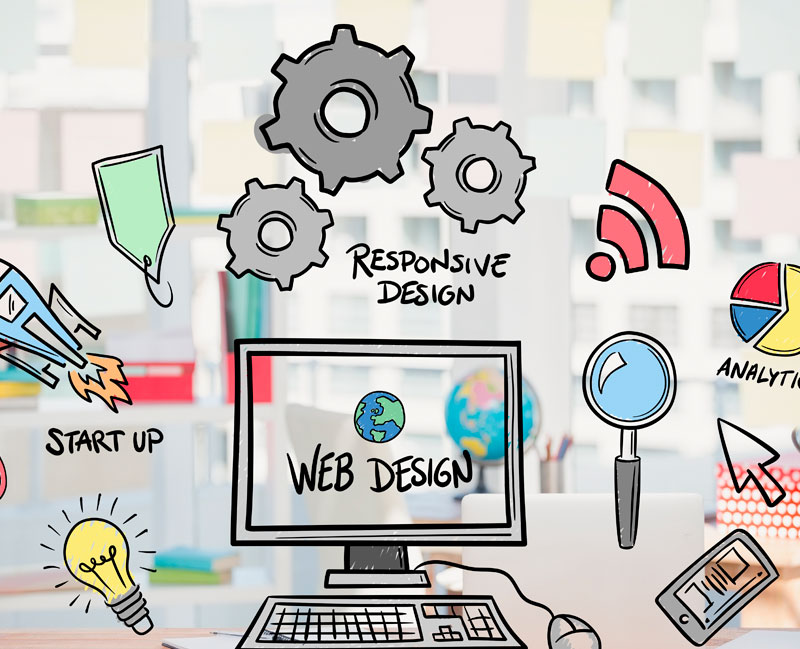 RESPONSIVE
DESIGN
ANALYTIC
START UP
WEB DESIGN